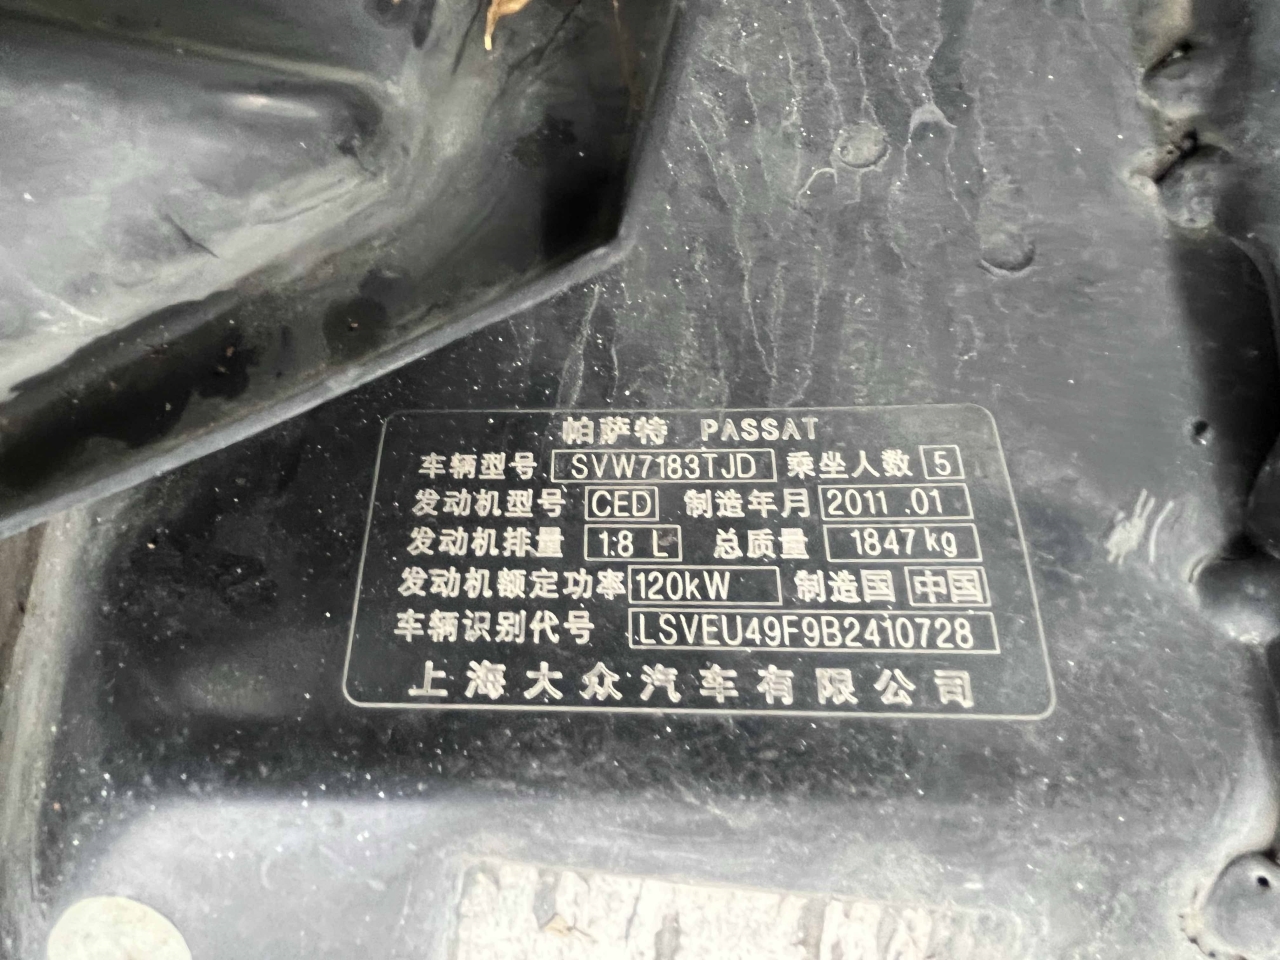 帕萨特 PASSAT
车辆型号 SVW7183TJD 乘坐人数 5
发动机型号 CED 制造年月 2011.01
发动机排量 1.8 L 总质量 1847kg
发动机额定功率 120kW 制造国 中国
车辆识别代号 LSVEU49F9B2410728
上海大众汽车有限公司